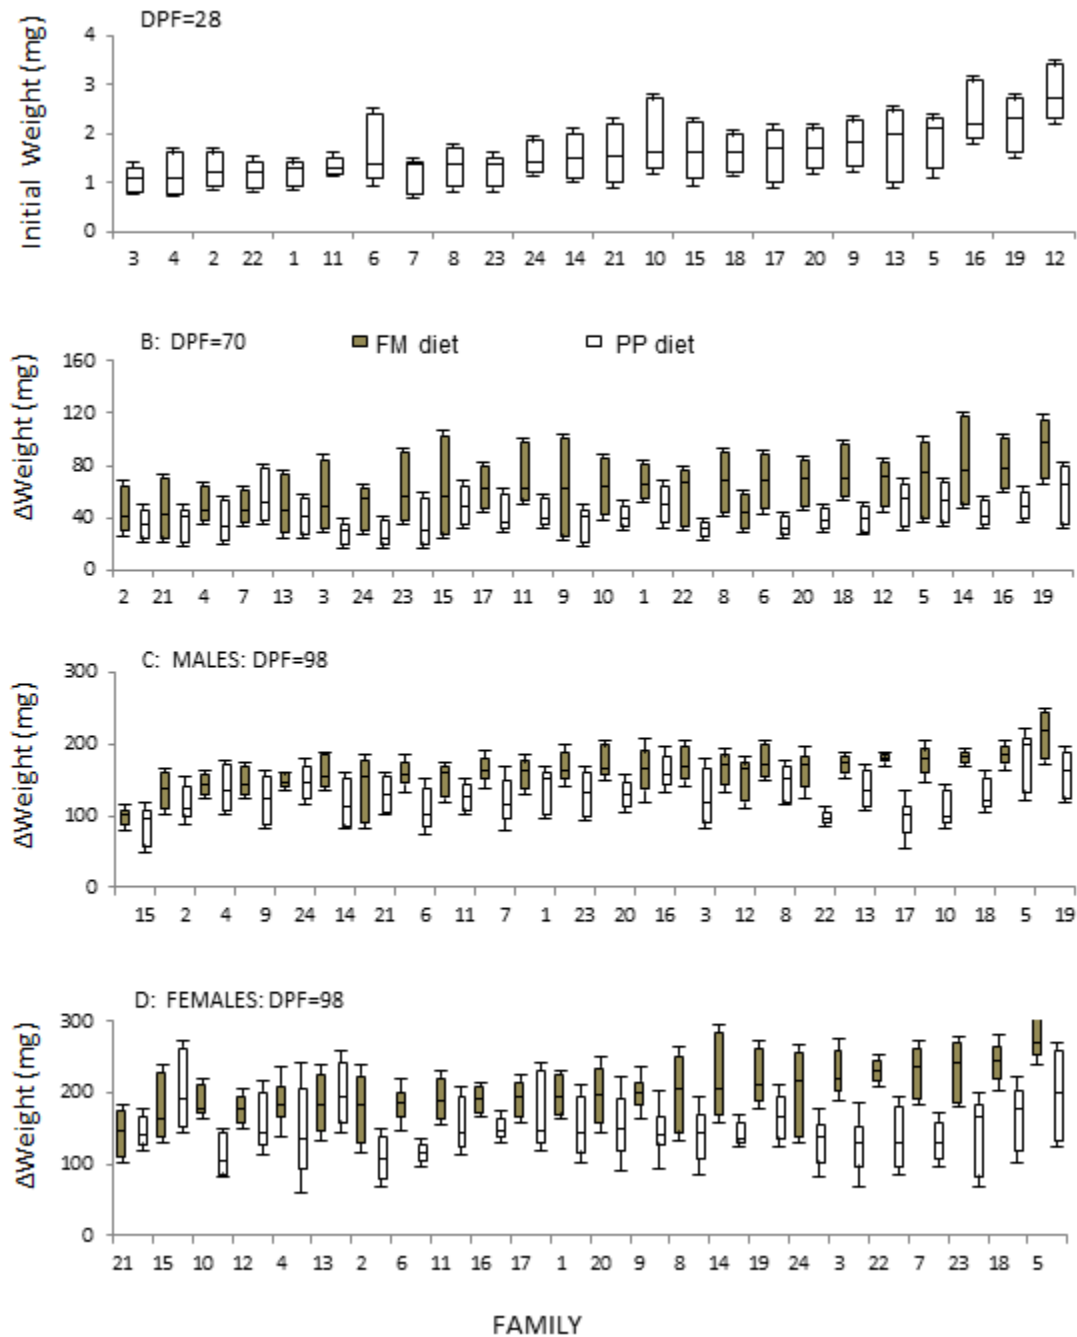 DPF=28
Initial Weight (mg)
4
3
2
1
0
3 4 2 22 1 11 6 7 8 23 24 14 21 10 15 18 17 20 9 13 5 16 19 12
B: DPF=70
FM diet
PP diet
ΔWeight (mg)
160
120
80
40
0
2 21 4 7 13 3 24 23 15 17 11 9 10 1 22 8 6 20 18 12 5 14 16 19
C: MALES: DPF=98
ΔWeight (mg)
300
200
100
0
15 2 4 9 24 14 21 6 11 7 1 23 20 16 3 12 8 22 13 17 10 18 5 19
D: FEMALES: DPF=98
ΔWeight (mg)
300
200
100
0
21 15 10 12 4 13 2 6 11 16 17 1 20 9 8 14 19 24 3 22 7 23 18 5
FAMILY